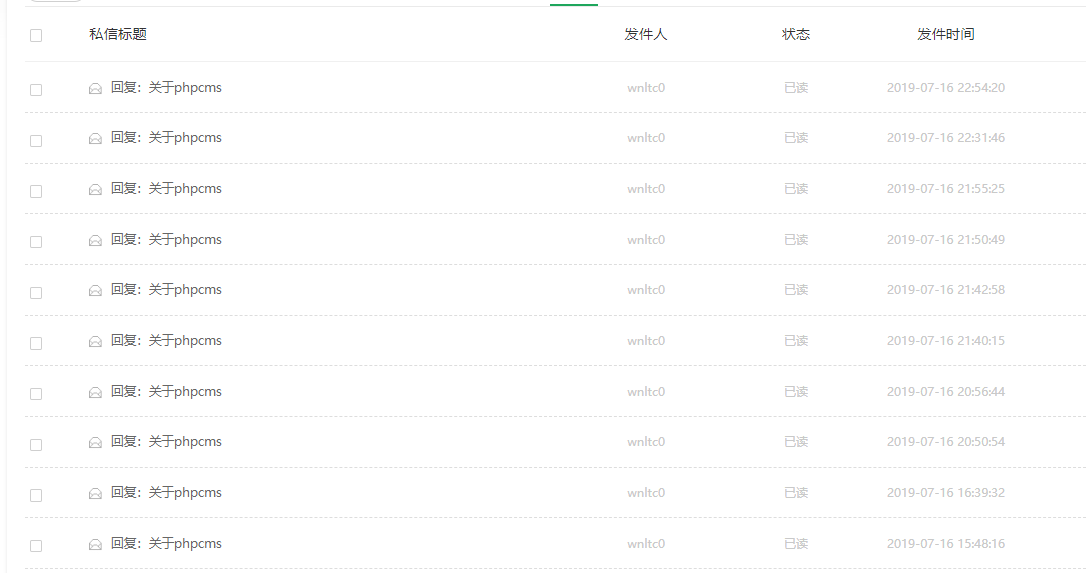 私信标题 发件人 状态 发件时间
回复：关于phpcms wnltc0 已读 2019-07-16 22:54:20
回复：关于phpcms wnltc0 已读 2019-07-16 22:31:46
回复：关于phpcms wnltc0 已读 2019-07-16 21:55:25
回复：关于phpcms wnltc0 已读 2019-07-16 21:50:49
回复：关于phpcms wnltc0 已读 2019-07-16 21:42:58
回复：关于phpcms wnltc0 已读 2019-07-16 21:40:15
回复：关于phpcms wnltc0 已读 2019-07-16 20:56:44
回复：关于phpcms wnltc0 已读 2019-07-16 20:50:54
回复：关于phpcms wnltc0 已读 2019-07-16 16:39:32
回复：关于phpcms wnltc0 已读 2019-07-16 15:48:16